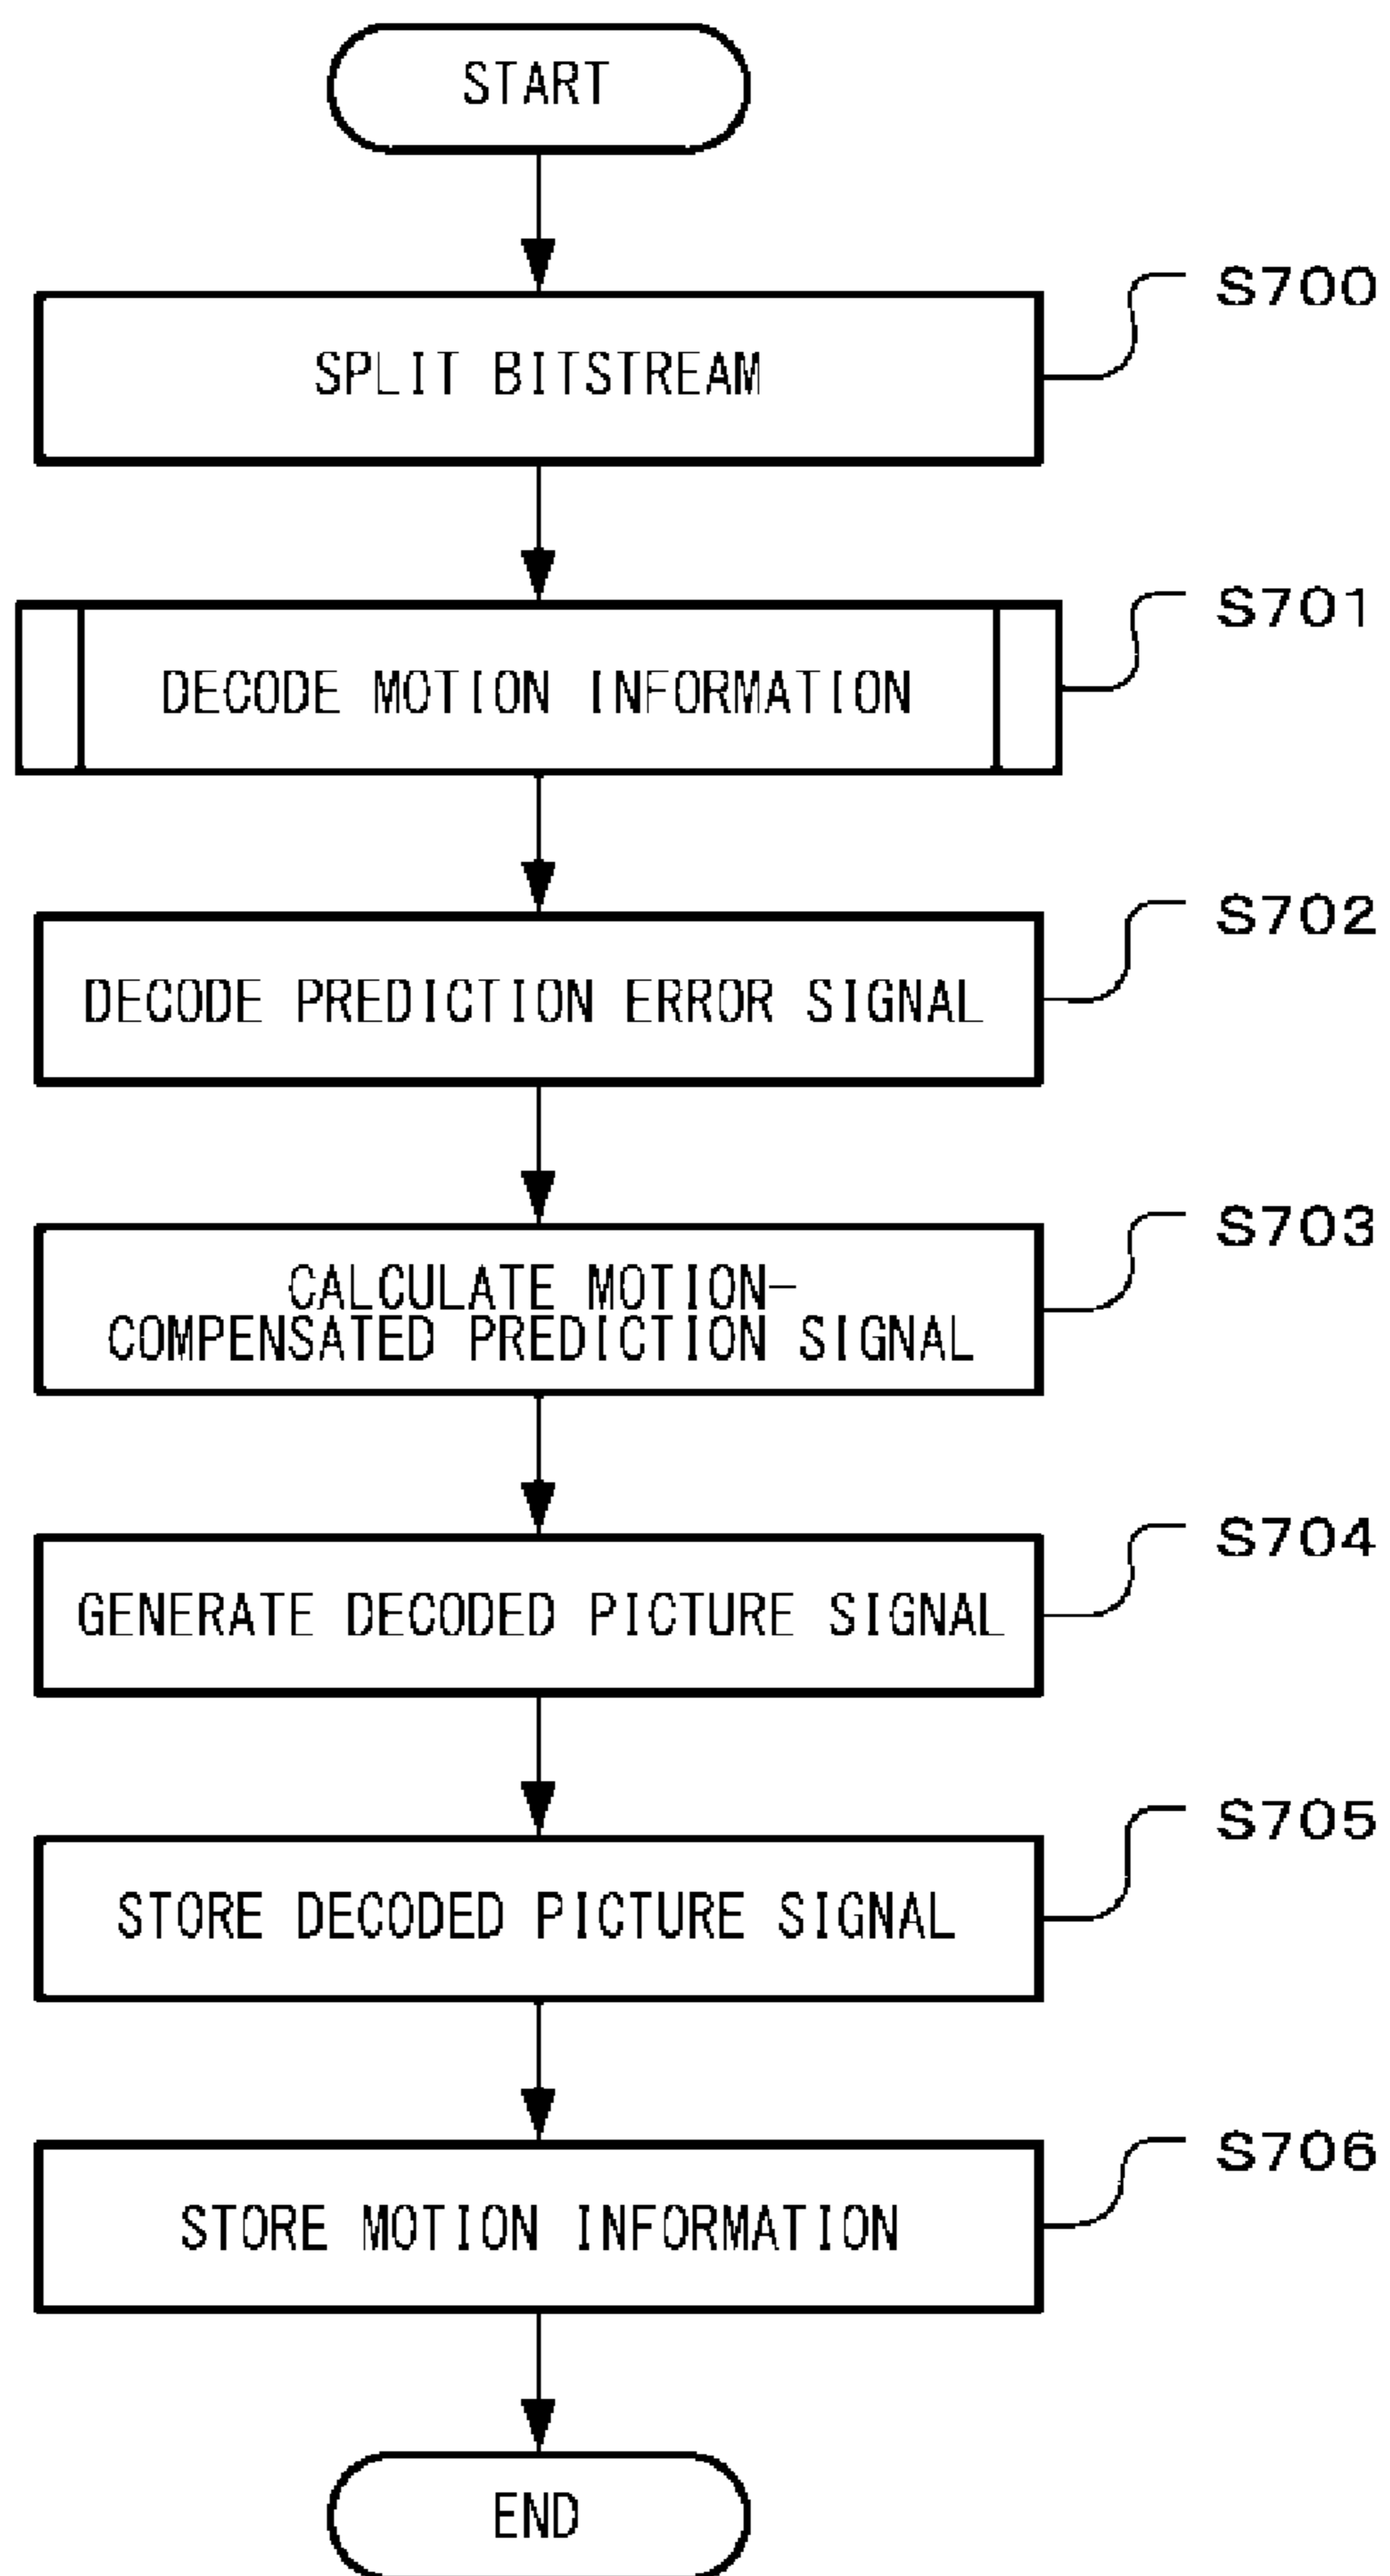 START
SPLIT BITSTREAM
S700
DECODE MOTION INFORMATION
S701
DECODE PREDICTION ERROR SIGNAL
S702
CALCULATE MOTION-
COMPENSATED PREDICTION SIGNAL
S703
GENERATE DECODED PICTURE SIGNAL
S704
STORE DECODED PICTURE SIGNAL
S705
STORE MOTION INFORMATION
S706
END